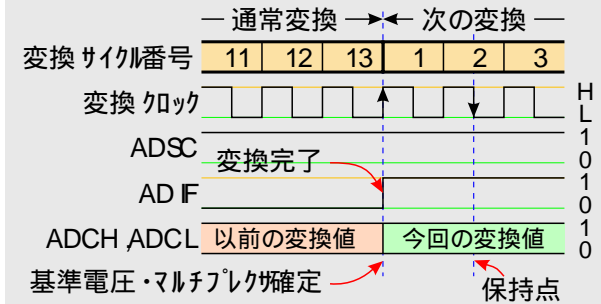 通常変換 次の変換
変換サイクル番号 11 12 13 1 2 3
変換クロック H L
ADSC 1 0
変換完了
ADIF 1 0
ADCH,ADCL 以前の変換値 今回の変換値 1 0
基準電圧・マルチプレクサ確定 保持点